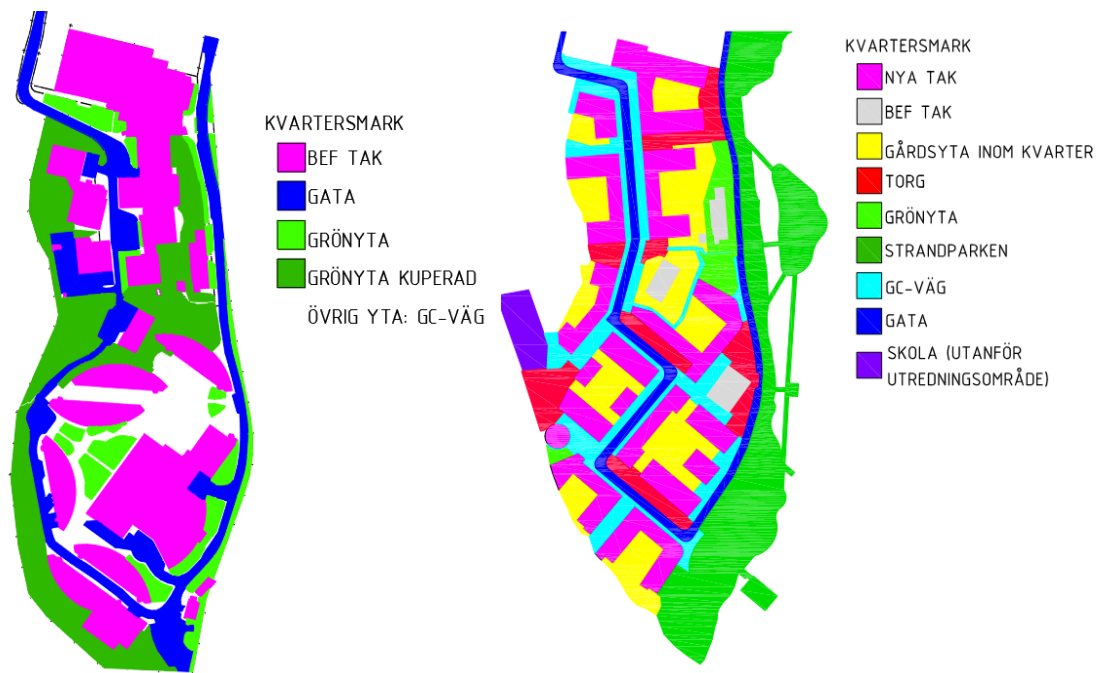 KVARTERSMARK
BEF TAK
GATA
GRÖNYTA
GRÖNYTA KUPERAD
ÖVRIG YTA: GC-VÄG
KVARTERSMARK
NYA TAK
BEF TAK
GÅRDSYTA INOM KVARTER
TORG
GRÖNYTA
STRANDPARKEN
GC-VÄG
GATA
SKOLA (UTANFÖR
UTREDNINGSOMRÅDE)